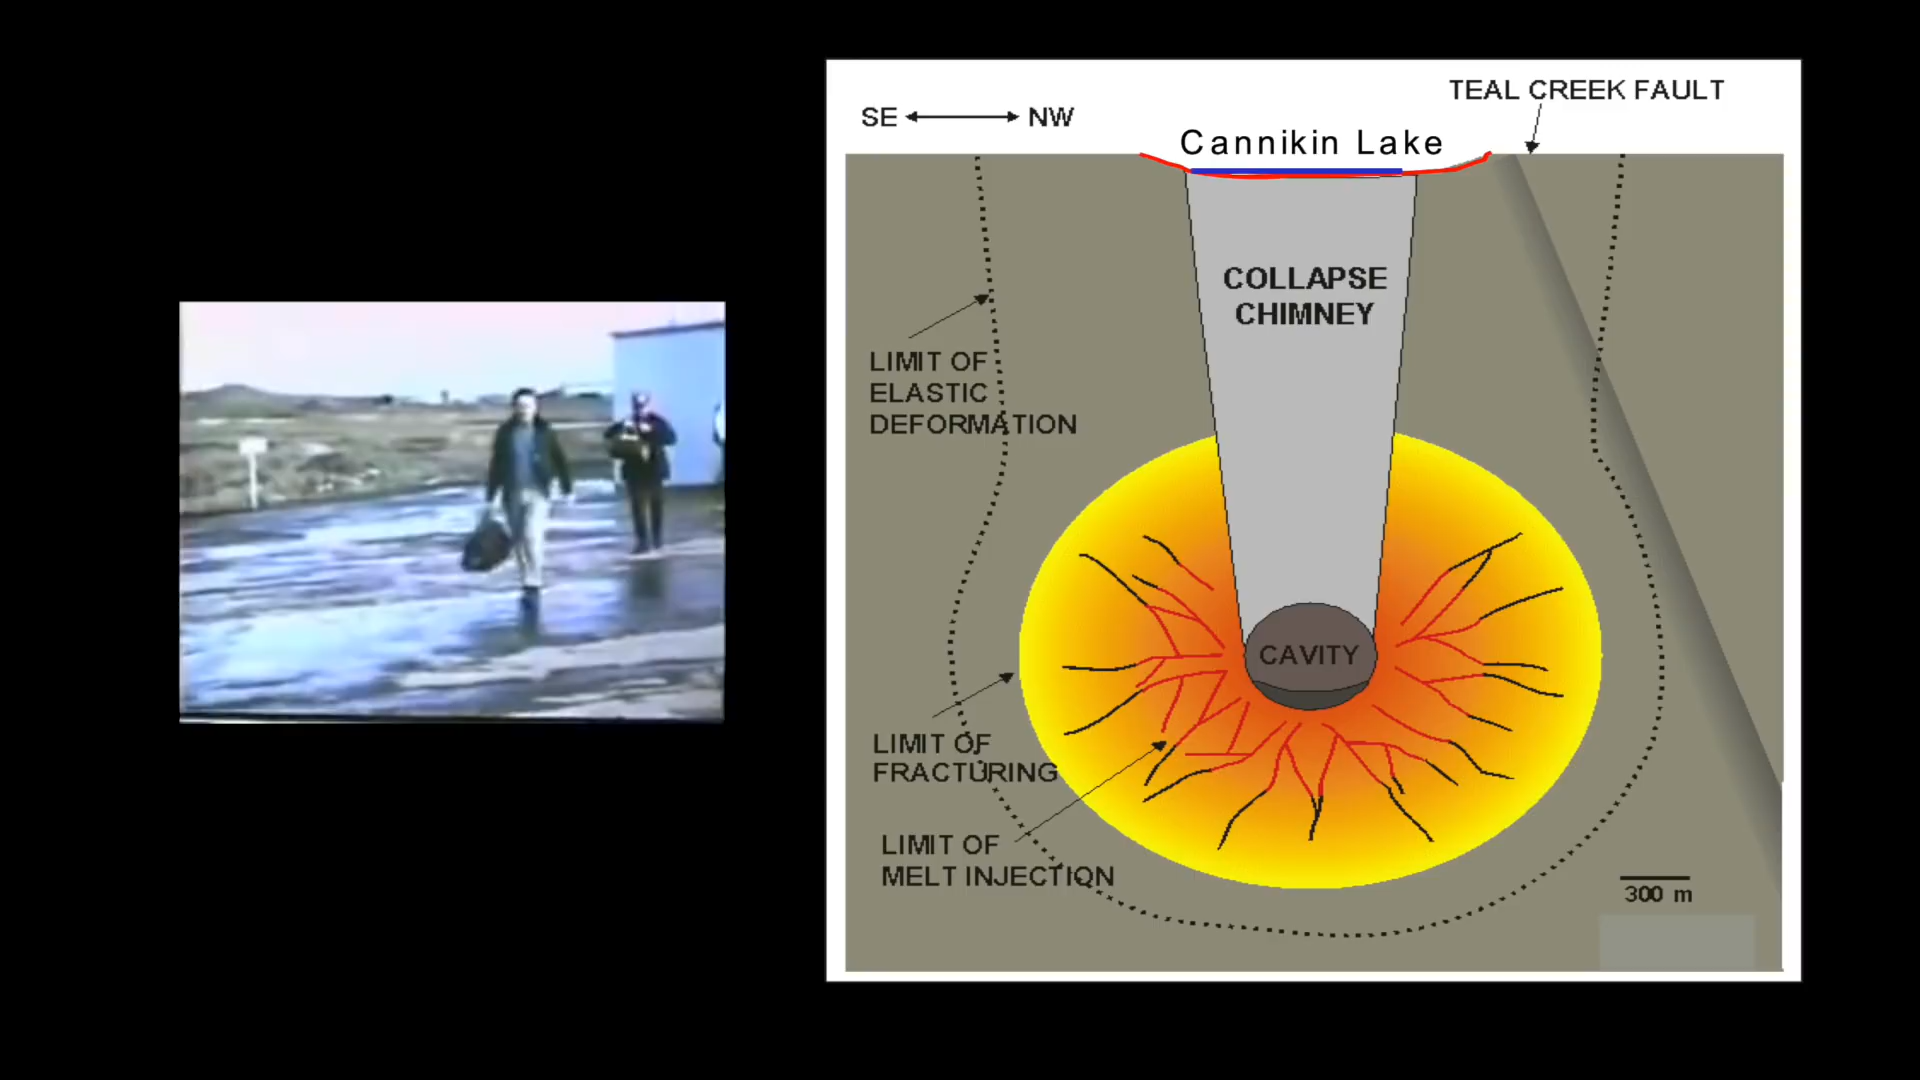 TEAL CREEK FAULT
SE NW
Cannikin Lake
COLLAPSE
CHIMNEY
LIMIT OF
ELASTIC
DEFORMATION
CAVITY
LIMIT OF
FRACTURING
LIMIT OF
MELT INJECTION
300 m